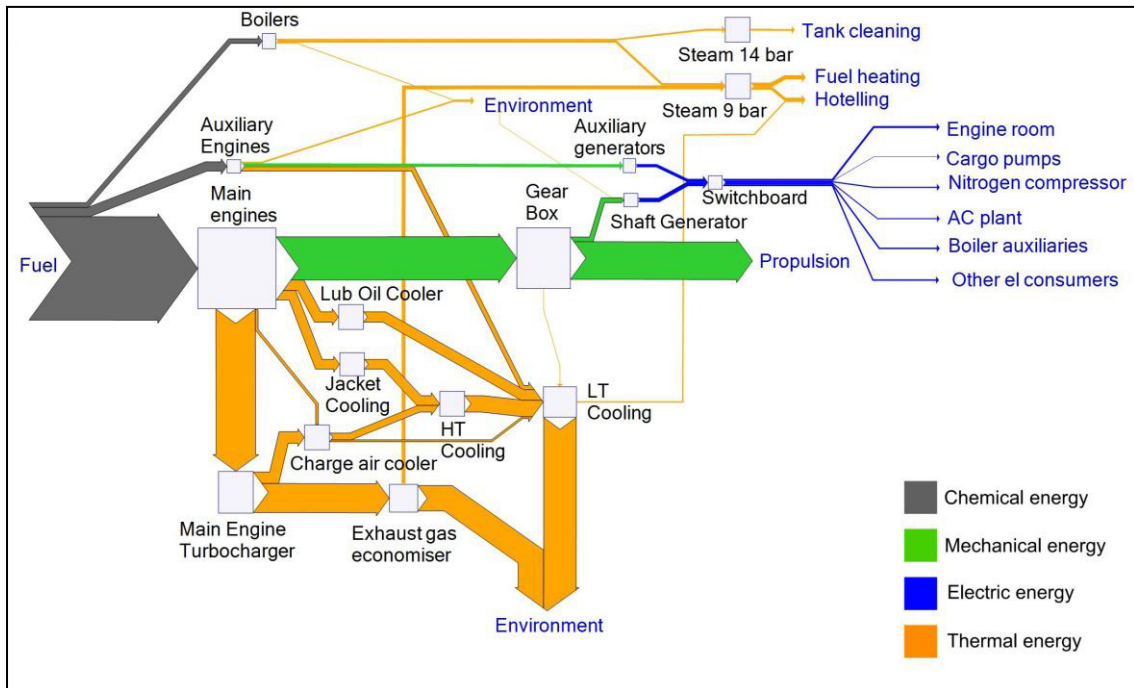 Boilers
Tank cleaning
Steam 14 bar
Fuel heating
Steam 9 bar
Hotelling
Environment
Auxiliary
Engines
Auxiliary
generators
Engine room
Cargo pumps
Nitrogen compressor
AC plant
Boiler auxiliaries
Other el consumers
Main
engines
Gear
Box
Switchboard
Shaft Generator
Fuel
Propulsion
Lub Oil Cooler
Jacket
Cooling
LT
Cooling
HT
Cooling
Charge air cooler
Main Engine
Turbocharger
Exhaust gas
economiser
Environment
Chemical energy
Mechanical energy
Electric energy
Thermal energy